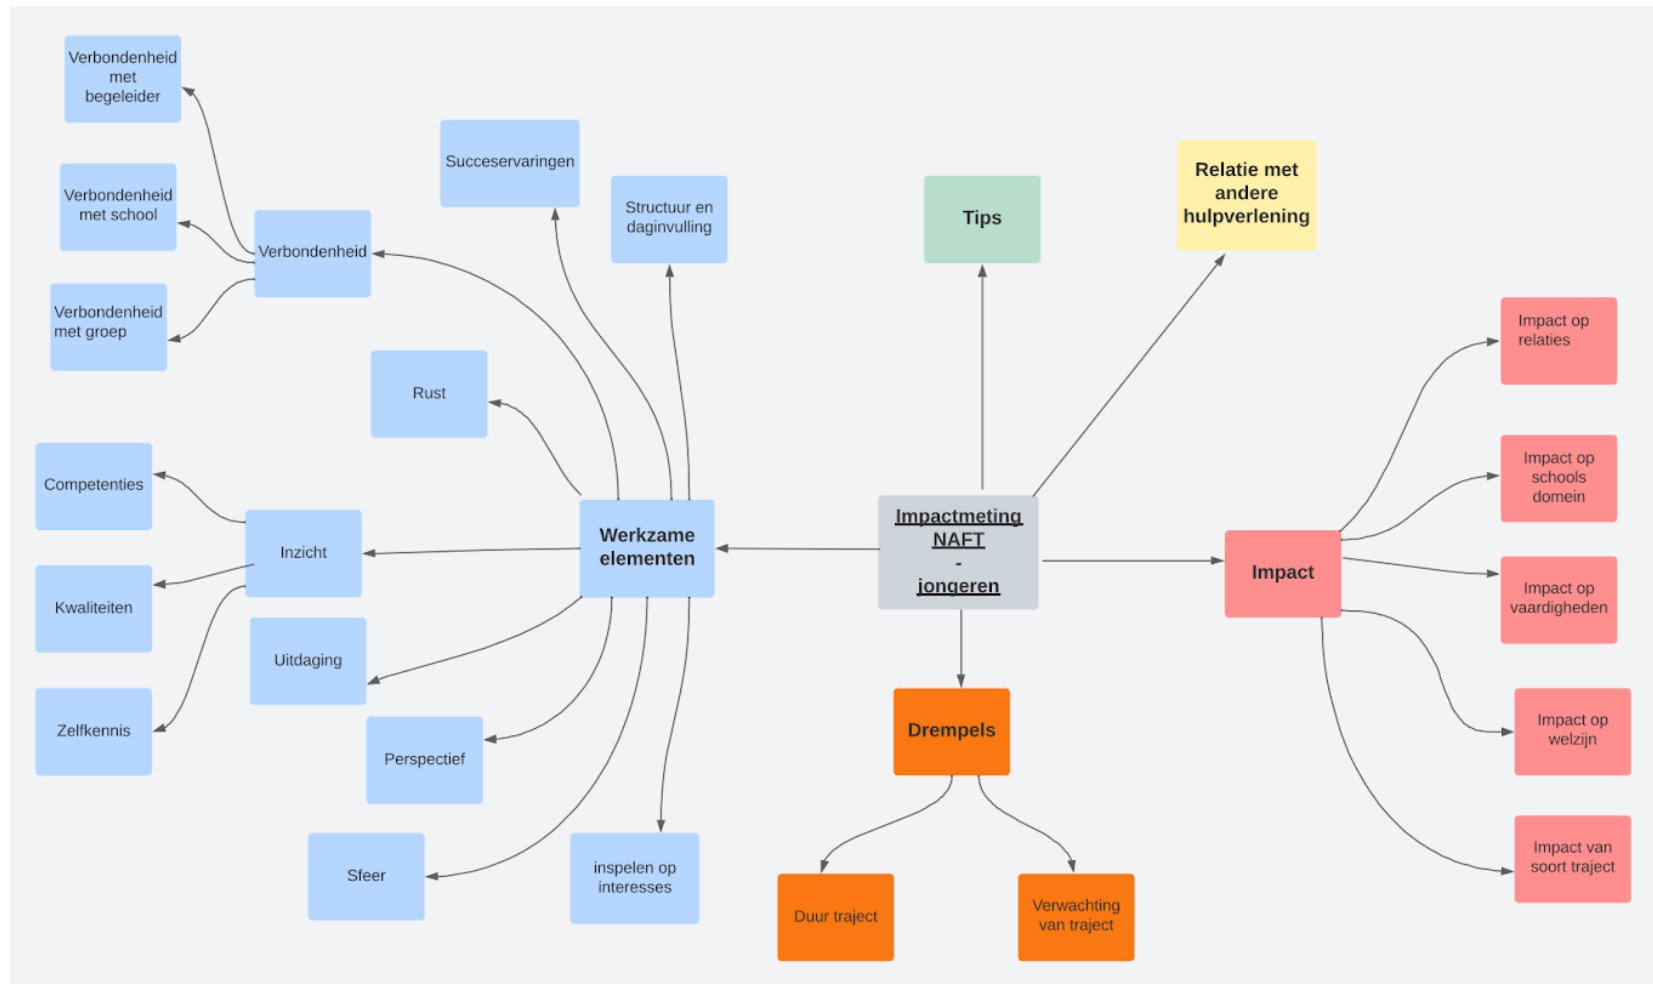 Verbondenheid
met
begeleider
Succeservaringen
Structuur en
daginvulling
Tips
Relatie met
andere
hulpverlening
Verbondenheid
met school
Verbondenheid
Verbondenheid
met groep
Rust
Impact op
relaties
Competenties
Inzicht
Werkzame
elementen
Impactmeting
NAFT
-
jongeren
Impact
Impact op
schools
domein
Impact op
vaardigheden
Kwaliteiten
Uitdaging
Zelfkennis
Perspectief
Drempels
Impact op
welzijn
Sfeer
inspelen op
interesses
Duur traject
Verwachting
van traject
Impact van
soort traject